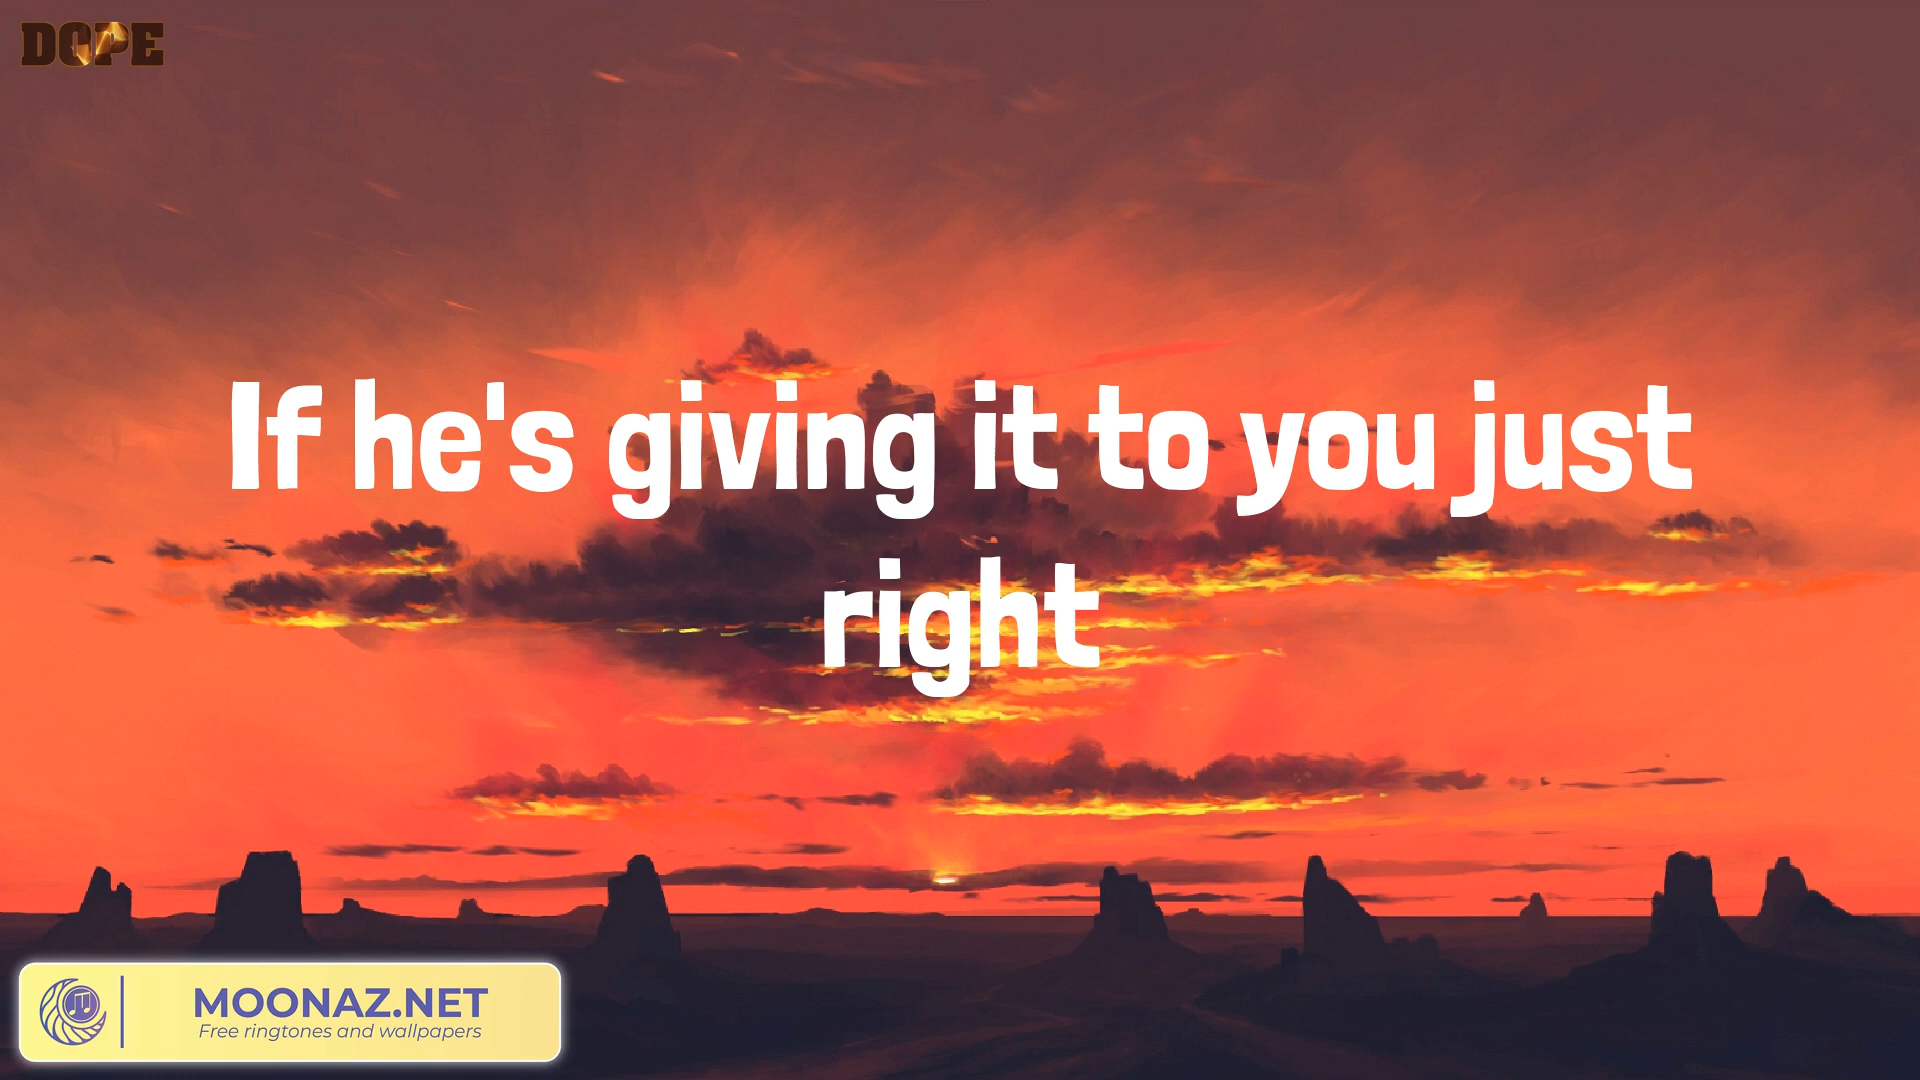 DOPE
If he's giving it to you just
right
MOONAZ.NET
Free ringtones and wallpapers